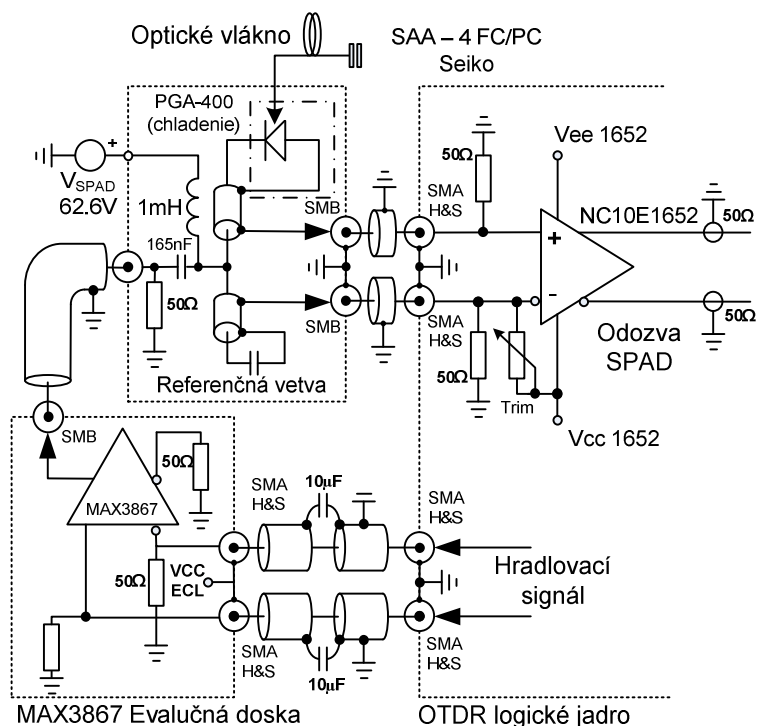 Optické vlákno
SAA – 4 FC/PC
Seiko
PGA-400
(chladenie)
+
VSPAD
62.6V
1mH
165nF
50Ω
SMB
SMB
Referenčná vetva
SMA
H&S
50Ω
Vee 1652
NC10E1652
50Ω
+
-
SMA
H&S
50Ω
Trim
Odozva
SPAD
50Ω
Vcc 1652
SMB
50Ω
MAX3867
50Ω
VCC
ECL
SMA
H&S
10µF
SMA
H&S
Hradlovací
signál
SMA
H&S
10µF
SMA
H&S
MAX3867 Evalučná doska
OTDR logické jadro